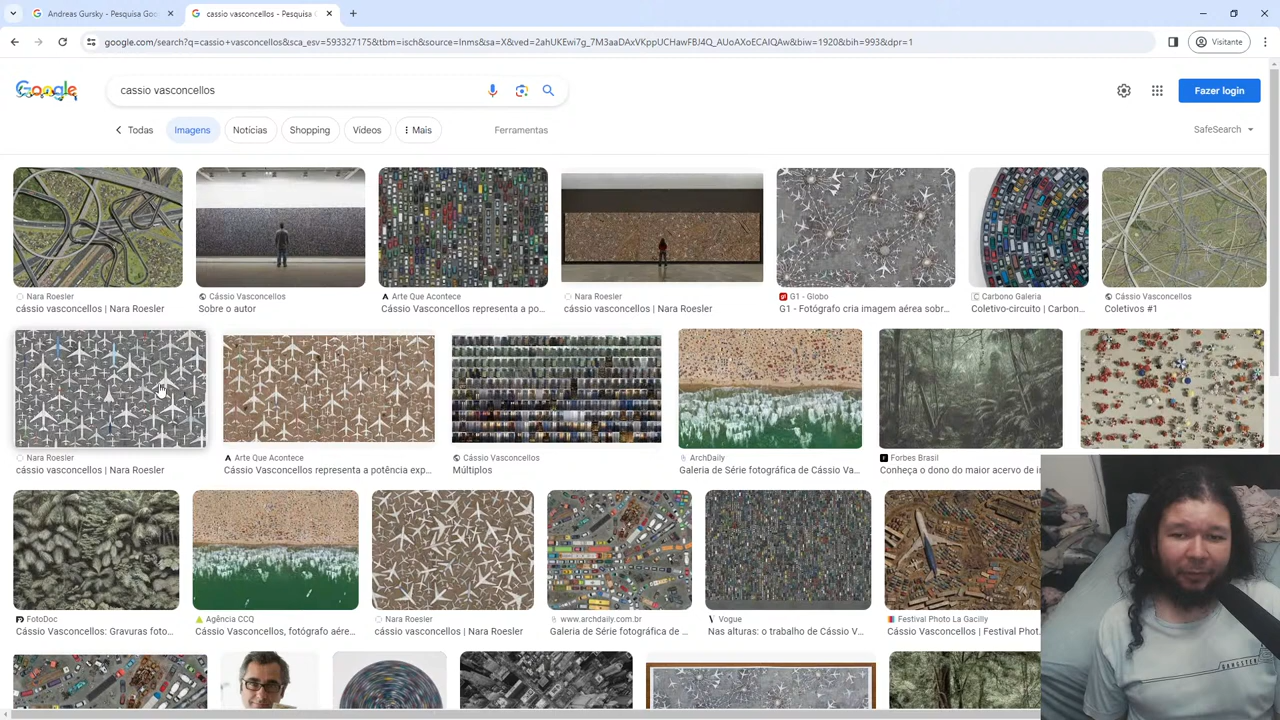 Andreas Gursky - Pesquisa Goo
cassio vasconcellos - Pesquisa G
google.com/search?q=cassio+vasconcellos&sca_esv=593327175&tbm=isch&source=lnms&sa=X&ved=2ahUKEwi7g_7M3aaDAxVKppUCHawFBJ4Q_AUoAXoECAIQAw&biw=1920&bih=993&dpr=1
Visitante
Google
cassio vasconcellos
Fazer login
Todas
Imagens
Notícias
Shopping
Vídeos
Mais
Ferramentas
SafeSearch
Nara Roesler
cássio vasconcellos | Nara Roesler
Cássio Vasconcellos
Sobre o autor
Arte Que Acontece
Cássio Vasconcellos representa a po...
Nara Roesler
cássio vasconcellos | Nara Roesler
G1 - Globo
G1 - Fotógrafo cria imagem aérea sobr...
Carbono Galeria
Coletivo-circuito | Carbon...
Cássio Vasconcellos
Coletivos #1
Nara Roesler
cássio vasconcellos | Nara Roesler
Arte Que Acontece
Cássio Vasconcellos representa a potência exp...
Cássio Vasconcellos
Múltiplos
ArchDaily
Galeria de Série fotográfica de Cássio Va...
Forbes Brasil
Conheça o dono do maior acervo de i
FotoDoc
Cássio Vasconcellos: Gravuras foto...
Agência CCQ
Cássio Vasconcellos, fotógrafo aére...
Nara Roesler
cássio vasconcellos | Nara Roesler
www.archdaily.com.br
Galeria de Série fotográfica de ...
Vogue
Nas alturas: o trabalho de Cássio V...
Festival Photo La Gacilly
Cássio Vasconcellos | Festival Phot